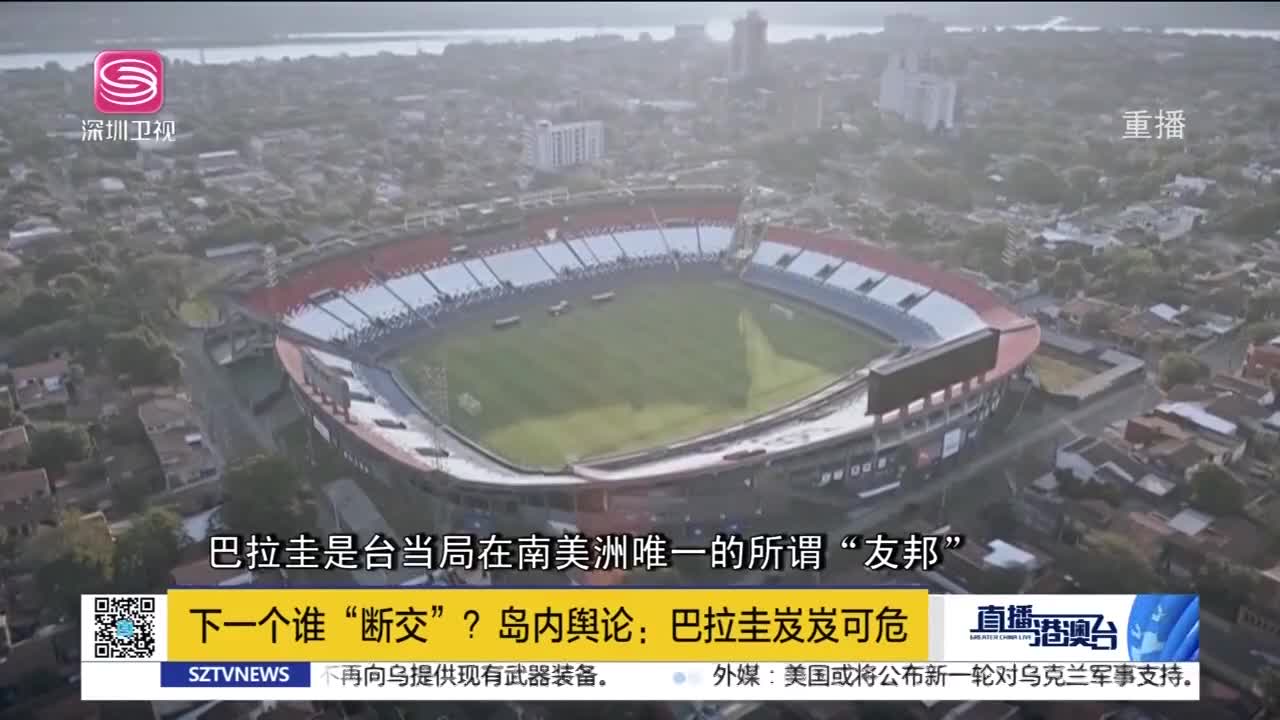 深圳卫视
重播
巴拉圭是台当局在南美洲唯一的所谓“友邦”
下一个谁“断交”？岛内舆论：巴拉圭岌岌可危
直播港澳台
GREATER CHINA LIVE
SZTVNEWS
不再向乌提供现有武器装备。 外媒：美国或将公布新一轮对乌克兰军事支持。